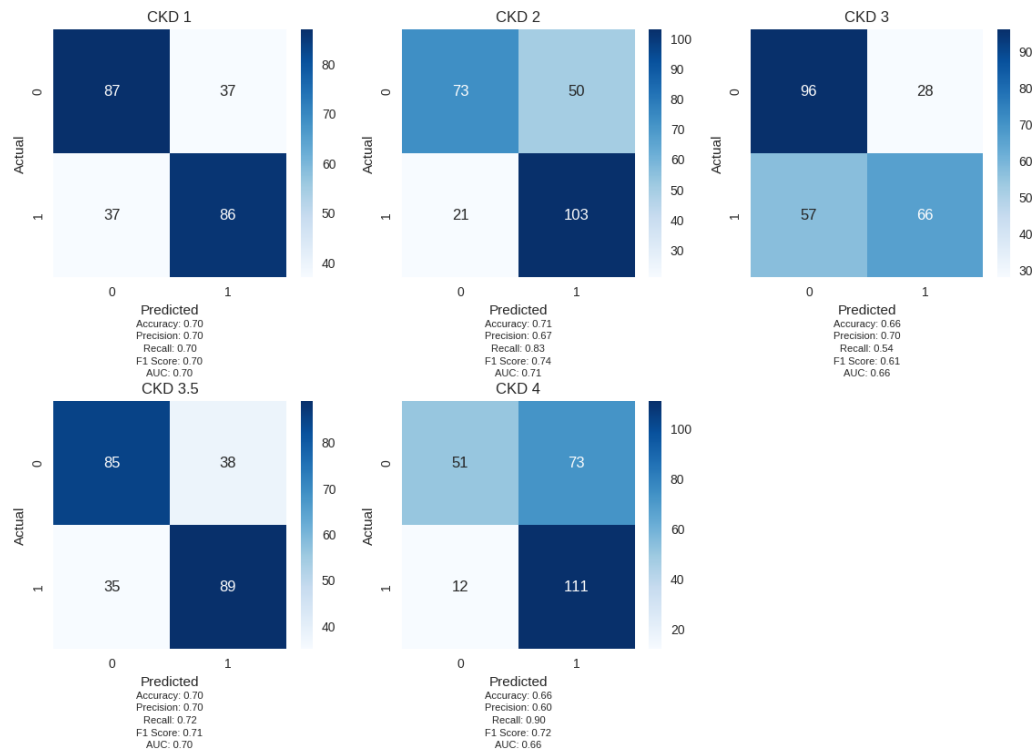 CKD 1
0
87
37
Actual
1
37
86
0
1
Predicted
80
70
60
50
40
Accuracy: 0.70
Precision: 0.70
Recall: 0.70
F1 Score: 0.70
AUC: 0.70
CKD 2
0
73
50
Actual
1
21
103
0
1
Predicted
100
90
80
70
60
50
40
30
Accuracy: 0.71
Precision: 0.67
Recall: 0.83
F1 Score: 0.74
AUC: 0.71
CKD 3
0
96
28
Actual
1
57
66
0
1
Predicted
90
80
70
60
50
40
30
Accuracy: 0.66
Precision: 0.70
Recall: 0.54
F1 Score: 0.61
AUC: 0.66
CKD 3.5
0
85
38
Actual
1
35
89
0
1
Predicted
80
70
60
50
40
Accuracy: 0.70
Precision: 0.70
Recall: 0.72
F1 Score: 0.71
AUC: 0.70
CKD 4
0
51
73
Actual
1
12
111
0
1
Predicted
100
80
60
40
20
Accuracy: 0.66
Precision: 0.60
Recall: 0.90
F1 Score: 0.72
AUC: 0.66